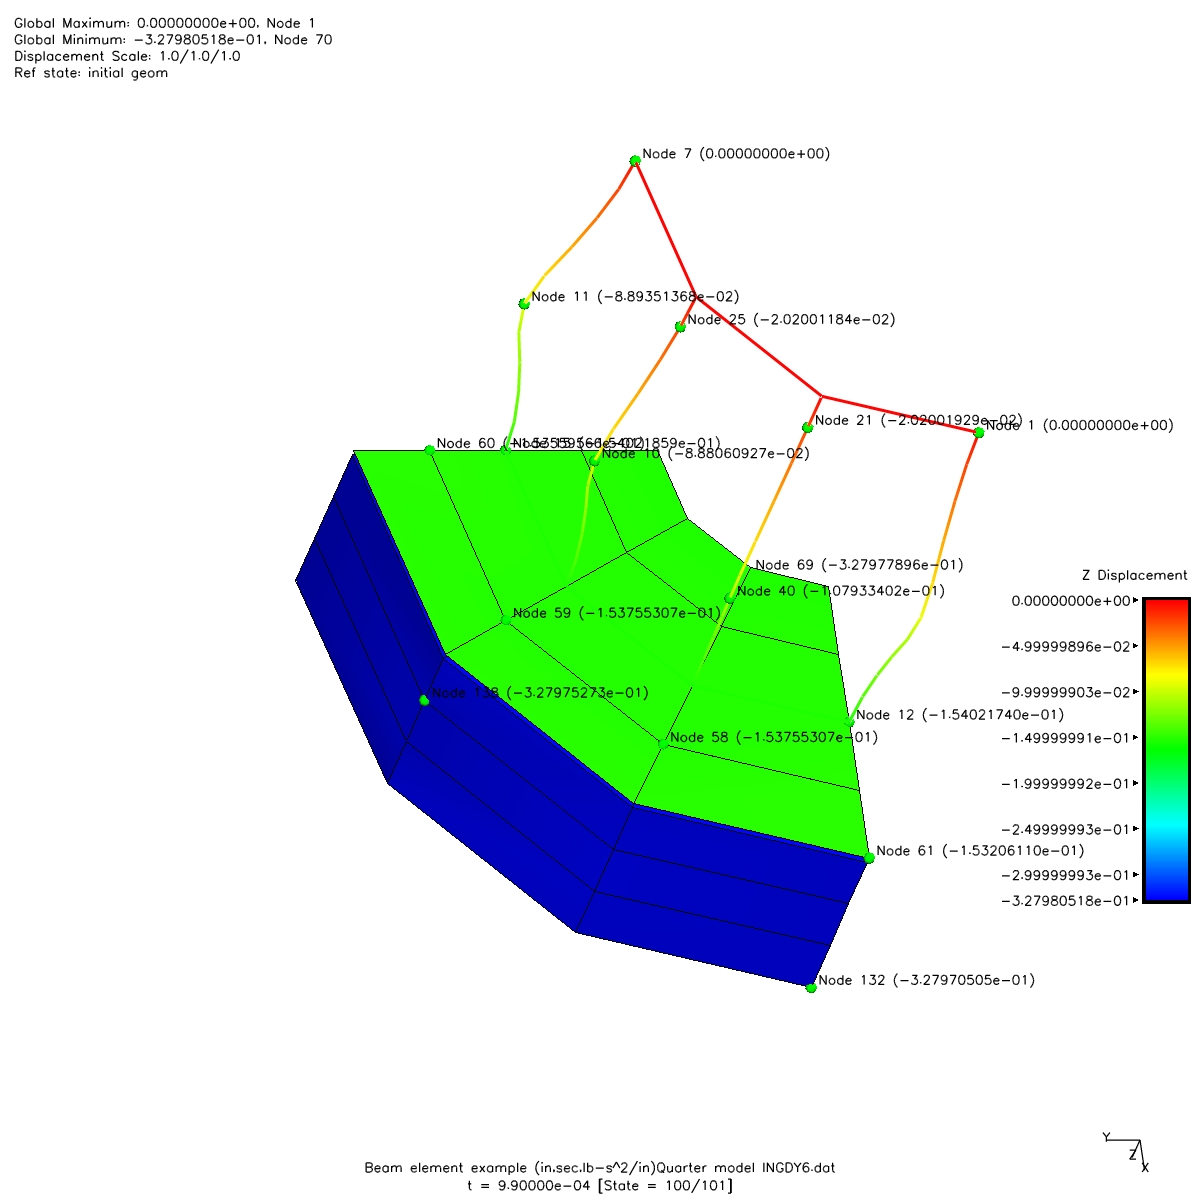 Global Maximum: 0.00000000e+00, Node 1
Global Minimum: -3.27980518e-01, Node 70
Displacement Scale: 1.0/1.0/1.0
Ref state: initial geom
Node 7 (0.00000000e+00)
Node 11 (-8.89351368e-02)
Node 25 (-2.02001184e-02)
Node 21 (-2.02001929e-02)
Node 1 (0.00000000e+00)
Node 60
Node 10 (-8.88060927e-02)
Node 69 (-3.27977896e-01)
Z Displacement
Node 40 (-1.07933402e-01)
0.00000000e+00
Node 59 (-1.53755307e-01)
-4.99999896e-02
Node 138 (-3.27975273e-01)
-9.99999903e-02
Node 12 (-1.54021740e-01)
Node 58 (-1.53755307e-01)
-1.49999991e-01
-1.99999992e-01
-2.49999993e-01
Node 61 (-1.53206110e-01)
-2.99999993e-01
-3.27980518e-01
Node 132 (-3.27970505e-01)
Y
Z
X
Beam element example (in.sec.lb-s^2/in)Quarter model INGDY6.dat
t = 9.90000e-04 [State = 100/101]